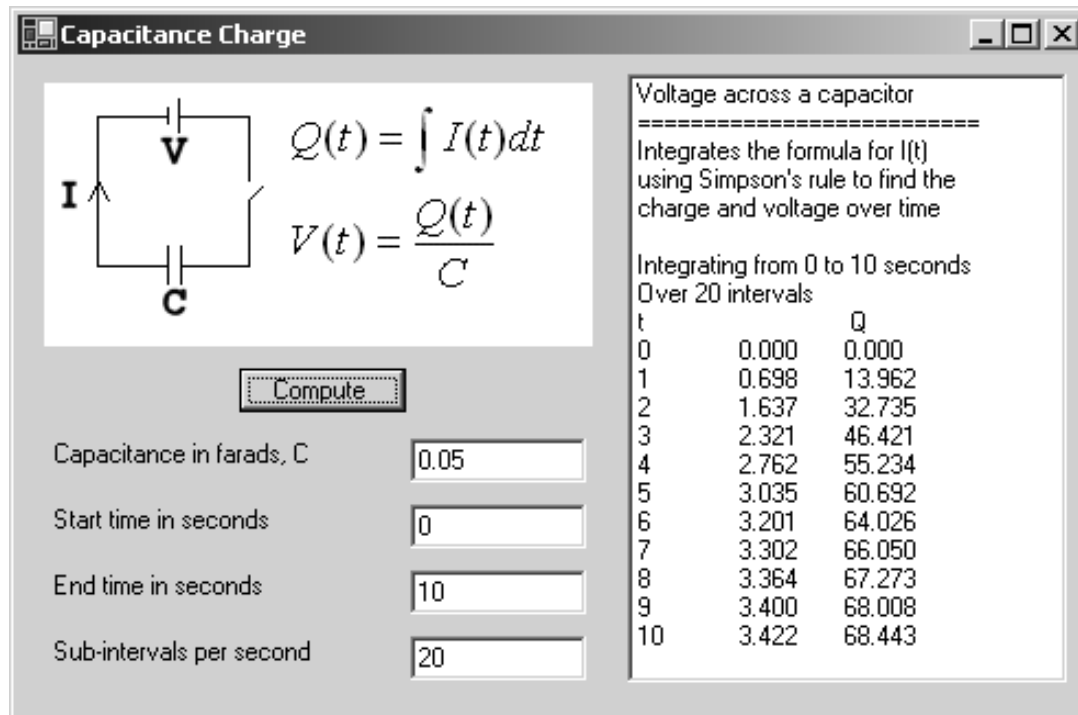 Capacitance Charge
V
I
C
Q(t) = ∫ I(t)dt
V(t) = Q(t)/C
Compute
Capacitance in farads, C 0.05
Start time in seconds 0
End time in seconds 10
Sub-intervals per second 20
Voltage across a capacitor
==========================
Integrates the formula for I(t)
using Simpson's rule to find the
charge and voltage over time
Integrating from 0 to 10 seconds
Over 20 intervals
t Q
0 0.000 0.000
1 0.698 13.962
2 1.637 32.735
3 2.321 46.421
4 2.762 55.234
5 3.035 60.692
6 3.201 64.026
7 3.302 66.050
8 3.364 67.273
9 3.400 68.008
10 3.422 68.443